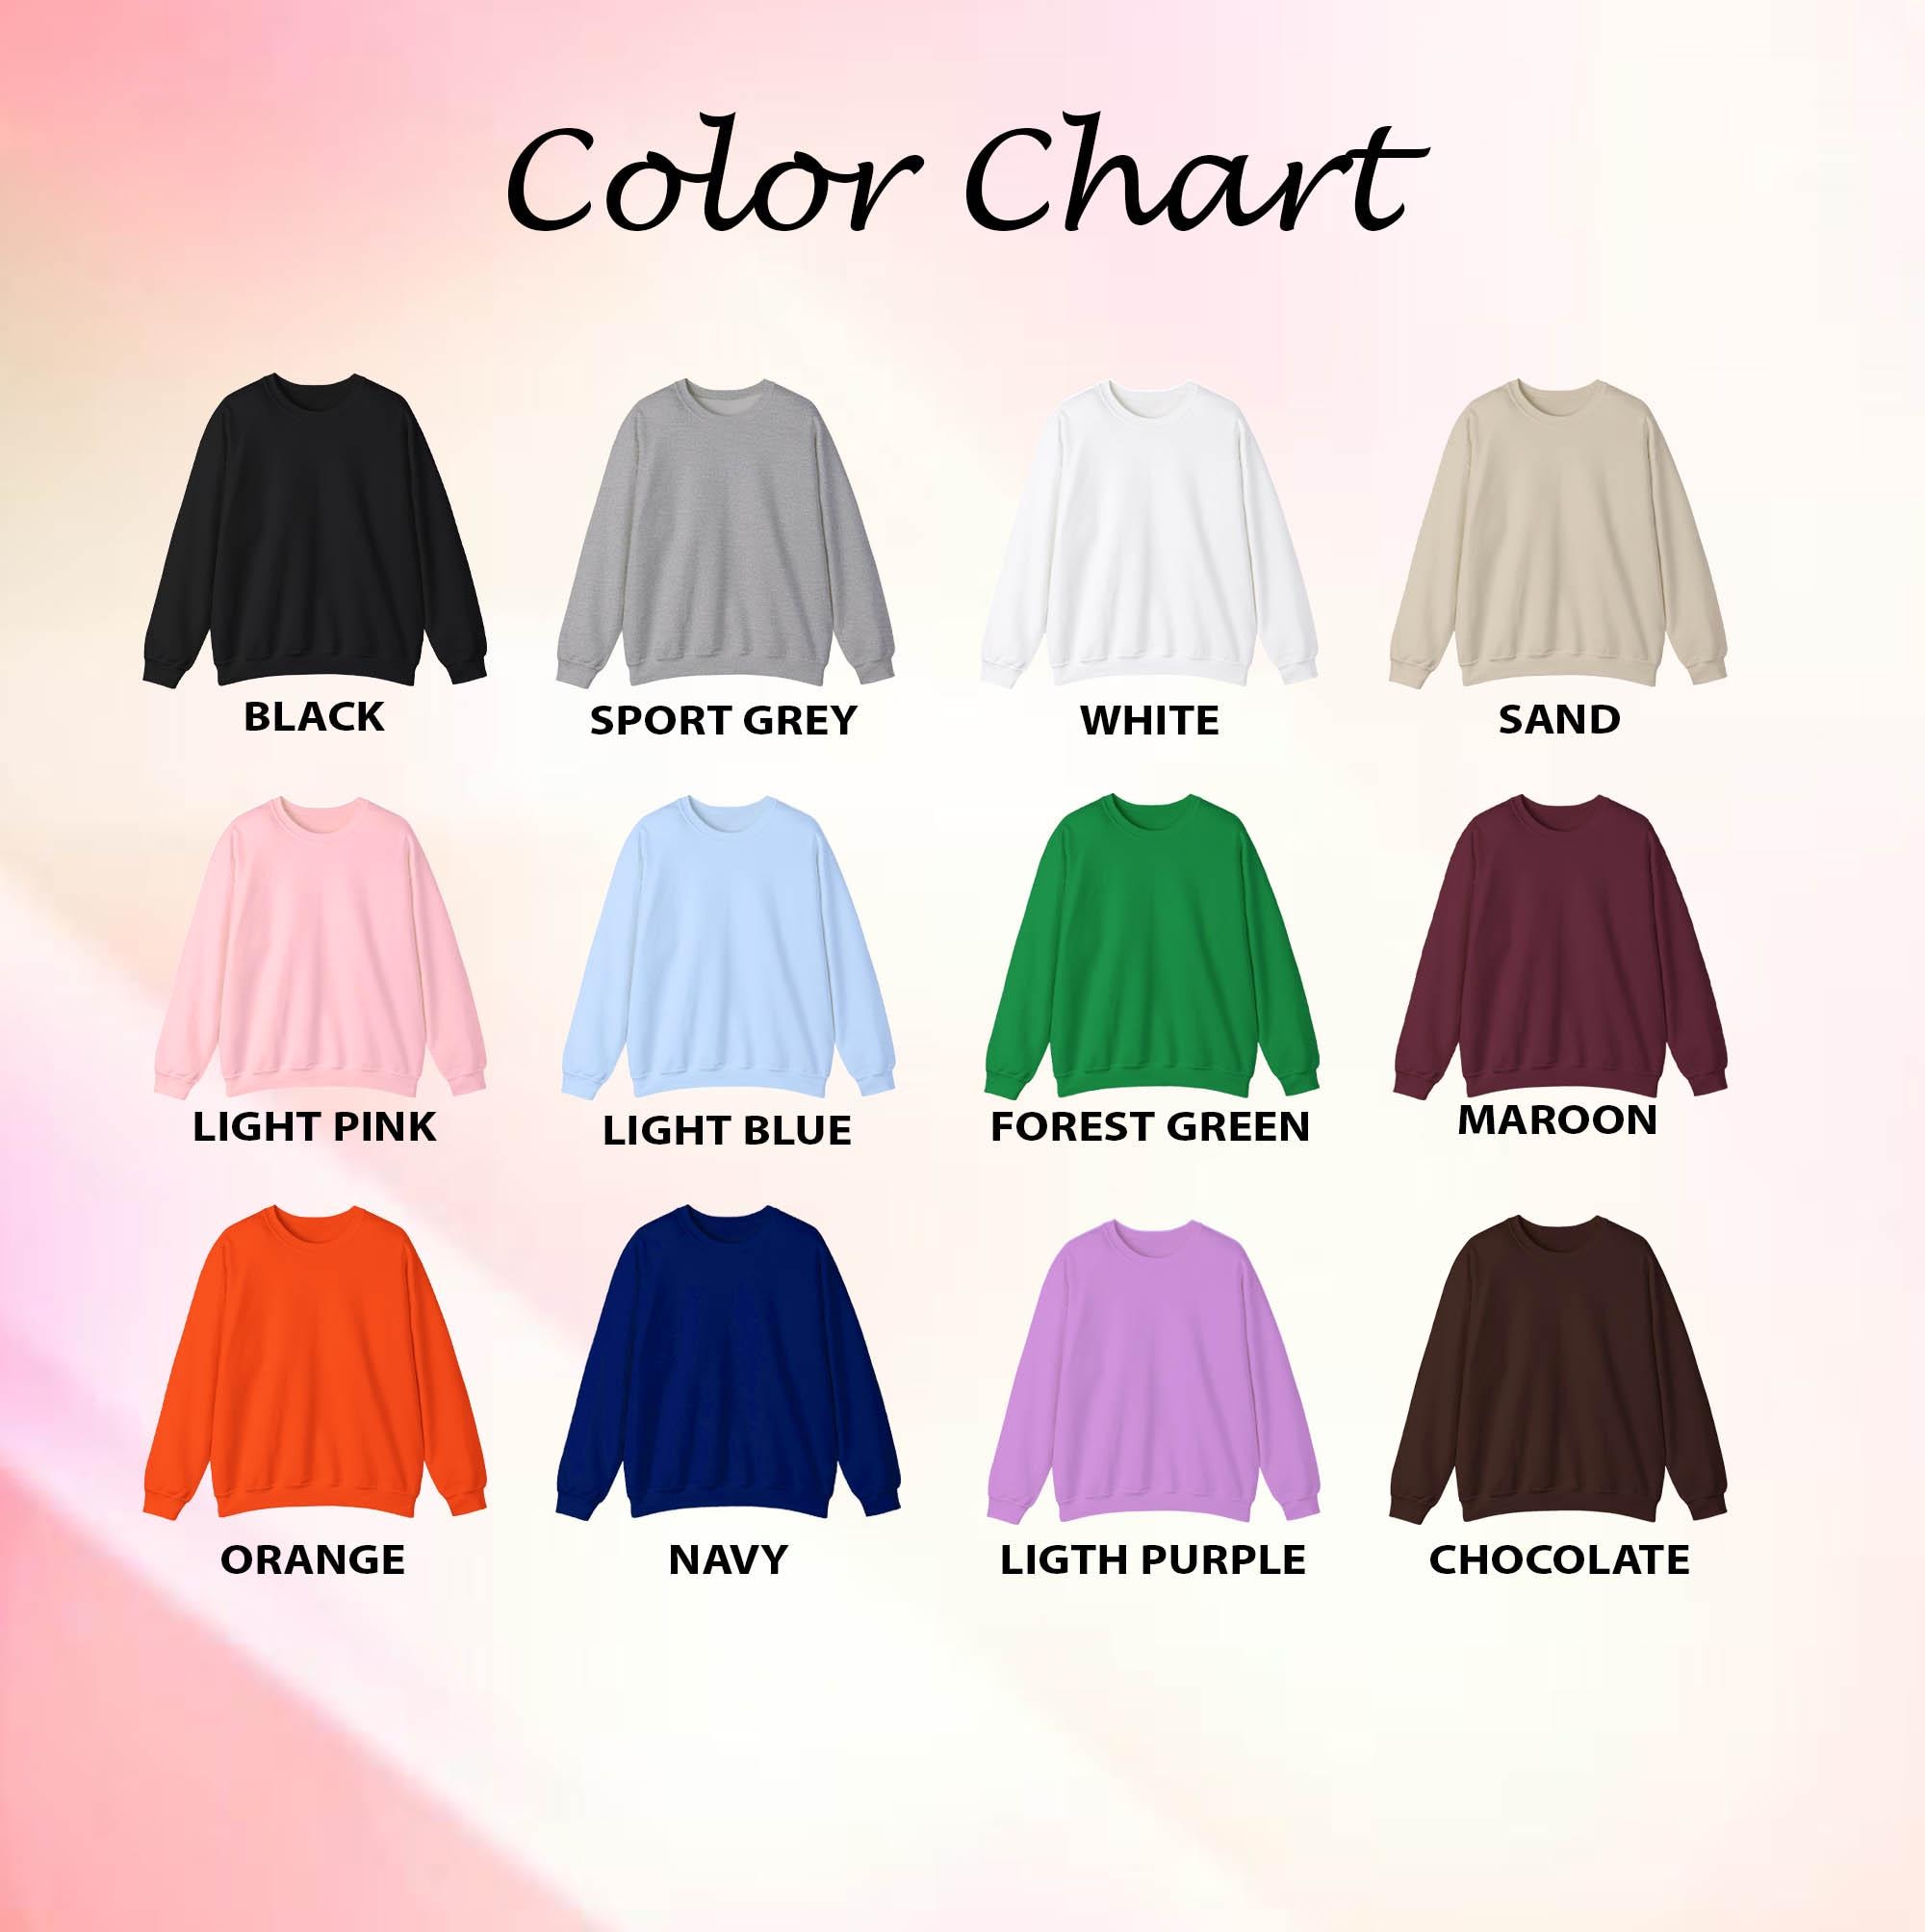 Color Chart
BLACK
SPORT GREY
WHITE
SAND
LIGHT PINK
LIGHT BLUE
FOREST GREEN
MAROON
ORANGE
NAVY
LIGTH PURPLE
CHOCOLATE